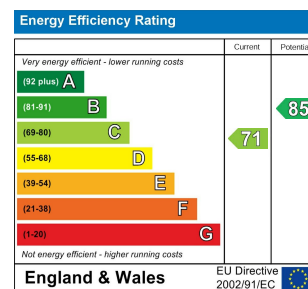 Energy Efficiency Rating
Current Potentia
Very energy efficient - lower running costs
(92 plus) A
(81-91) B
(69-80) C
(55-68) D
(39-54) E
(21-38) F
(1-20) G
71
85
Not energy efficient - higher running costs
England & Wales
EU Directive
2002/91/EC